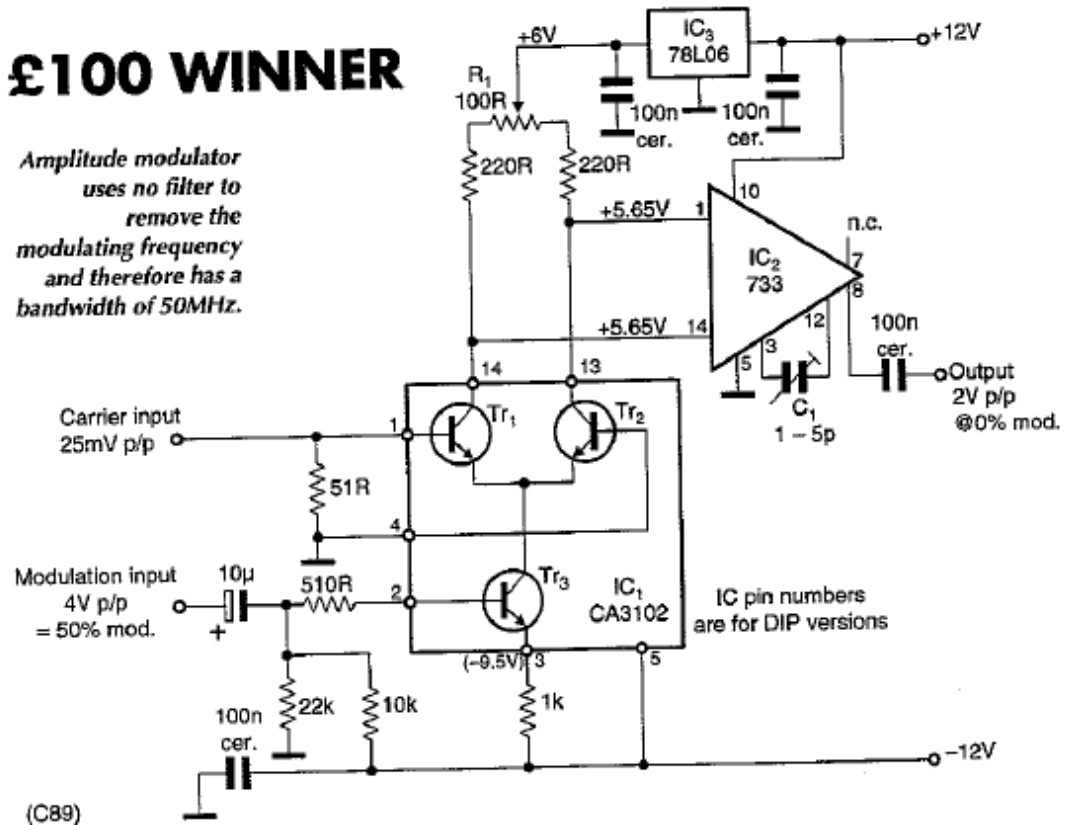 £100 WINNER
Amplitude modulator
uses no filter to
remove the
modulating frequency
and therefore has a
bandwidth of 50MHz.
+6V
IC3
78L06
+12V
R1
100R
100n
cer.
100n
cer.
220R
220R
+5.65V
1
10
n.c.
7
IC2
733
8
+5.65V
14
12
3
5
100n
cer.
C1
1 – 5p
Output
2V p/p
@0% mod.
14
13
Carrier input
25mV p/p
1
Tr1
Tr2
51R
4
Modulation input
4V p/p
= 50% mod.
10µ
+
510R
2
Tr3
IC1
CA3102
IC pin numbers
are for DIP versions
(–9.5V)
3
5
22k
10k
1k
100n
cer.
–12V
(C89)